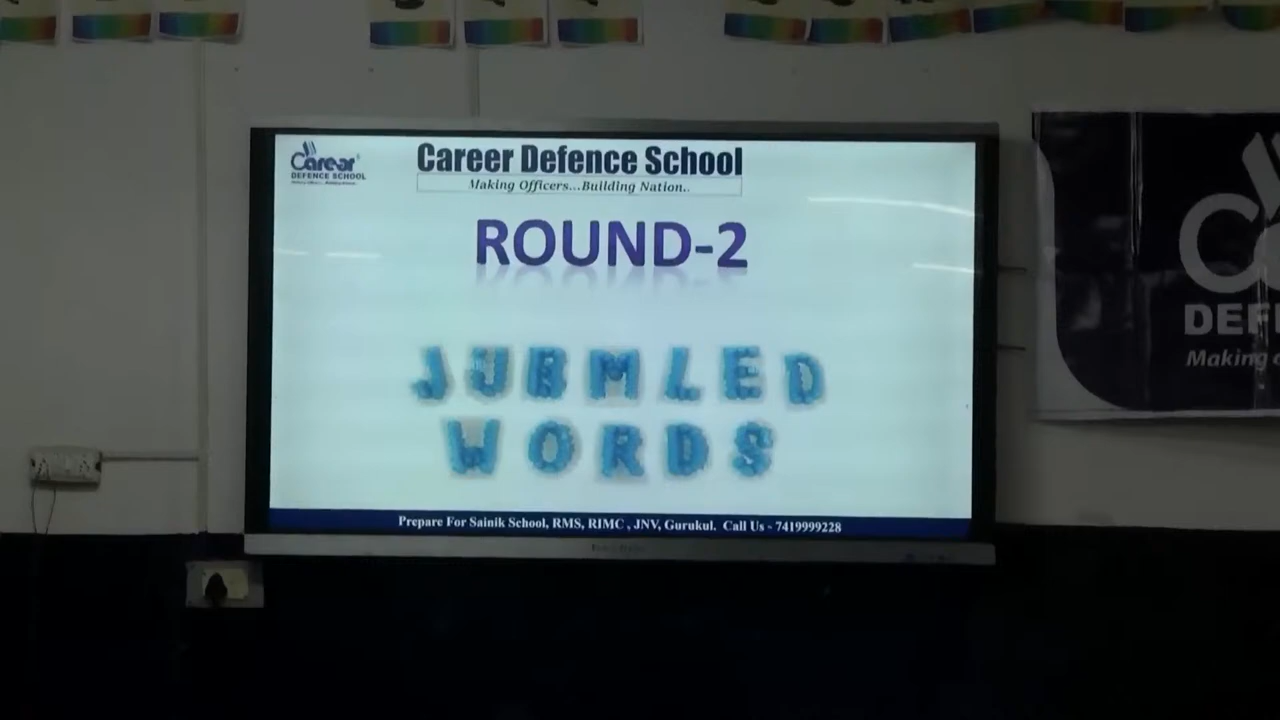 Career
DEFENCE SCHOOL
Career Defence School
Making Officers...Building Nation..
ROUND-2
JUBMLED
WORDS
Prepare For Sainik School, RMS, RIMC , JNV, Gurukul. Call Us - 7419999228
DEF
Making